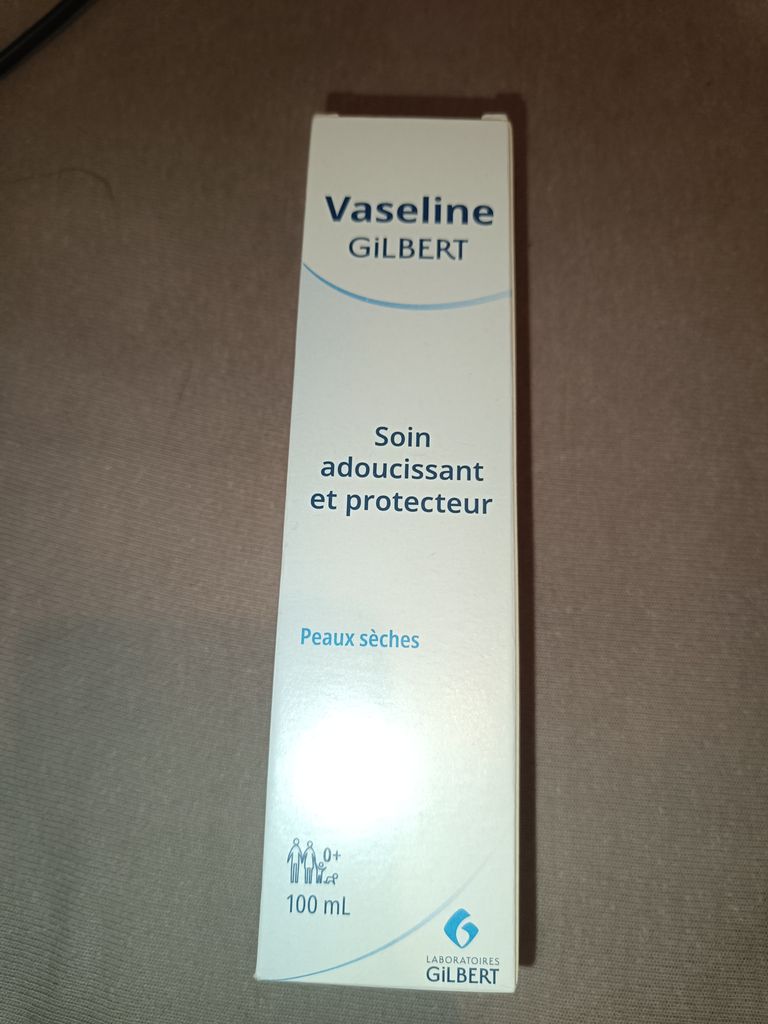 Vaseline
GiLBERT
Soin
adoucissant
et protecteur
Peaux sèches
0+
100 mL
LABORATOIRES
GiLBERT